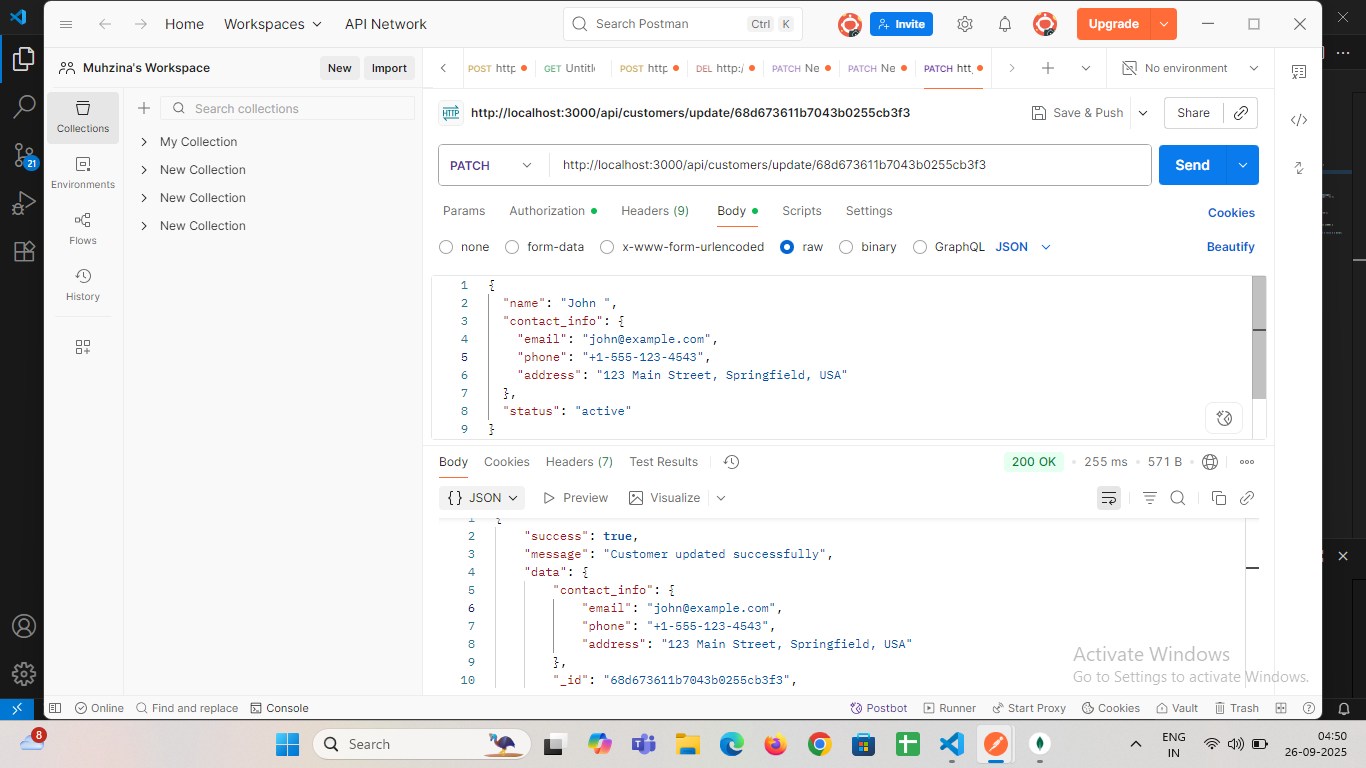 Home
Workspaces
API Network
Search Postman
Ctrl
K
Invite
Upgrade
Muhzina's Workspace
New
Import
POST http
GET Untitle
POST http
DEL http:/
PATCH Ne
PATCH Ne
PATCH htt
No environment
Collections
Environments
Flows
History
Search collections
My Collection
New Collection
New Collection
New Collection
HTTP
http://localhost:3000/api/customers/update/68d673611b7043b0255cb3f3
Save & Push
Share
PATCH
http://localhost:3000/api/customers/update/68d673611b7043b0255cb3f3
Send
Params
Authorization
Headers (9)
Body
Scripts
Settings
Cookies
none
form-data
x-www-form-urlencoded
raw
binary
GraphQL
JSON
Beautify
1 {
2 "name": "John ",
3 "contact_info": {
4 "email": "john@example.com",
5 "phone": "+1-555-123-4543",
6 "address": "123 Main Street, Springfield, USA"
7 },
8 "status": "active"
9 }
Body
Cookies
Headers (7)
Test Results
200 OK
255 ms
571 B
{} JSON
Preview
Visualize
1 {
2 "success": true,
3 "message": "Customer updated successfully",
4 "data": {
5 "contact_info": {
6 "email": "john@example.com",
7 "phone": "+1-555-123-4543",
8 "address": "123 Main Street, Springfield, USA"
9 },
10 "_id": "68d673611b7043b0255cb3f3",
Activate Windows
Go to Settings to activate Windows.
Online
Find and replace
Console
Postbot
Runner
Start Proxy
Cookies
Vault
Trash
21
8
Search
ENG
IN
04:50
26-09-2025